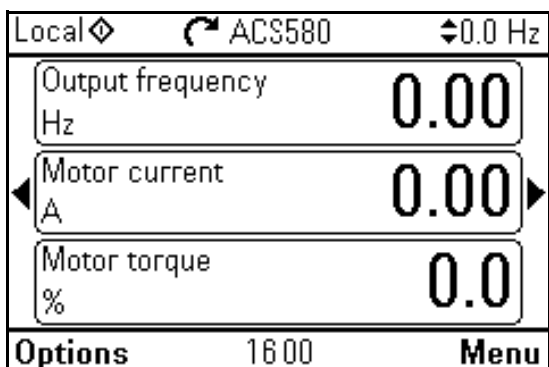 Local ACS580 0.0 Hz
Output frequency
Hz 0.00
Motor current
A 0.00
Motor torque
% 0.0
Options 16:00 Menu